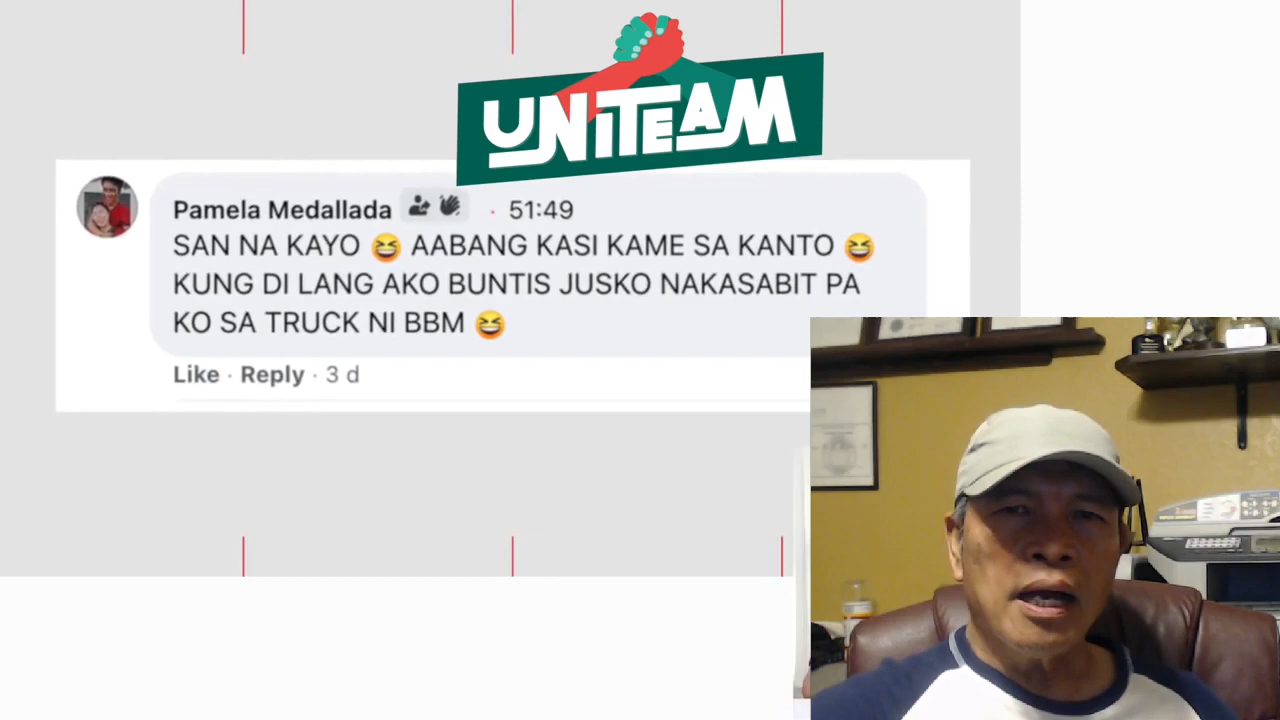 UNITEAM
Pamela Medallada · 51:49
SAN NA KAYO 😆 AABANG KASI KAME SA KANTO 😆
KUNG DI LANG AKO BUNTIS JUSKO NAKASABIT PA
KO SA TRUCK NI BBM 😆
Like · Reply · 3 d